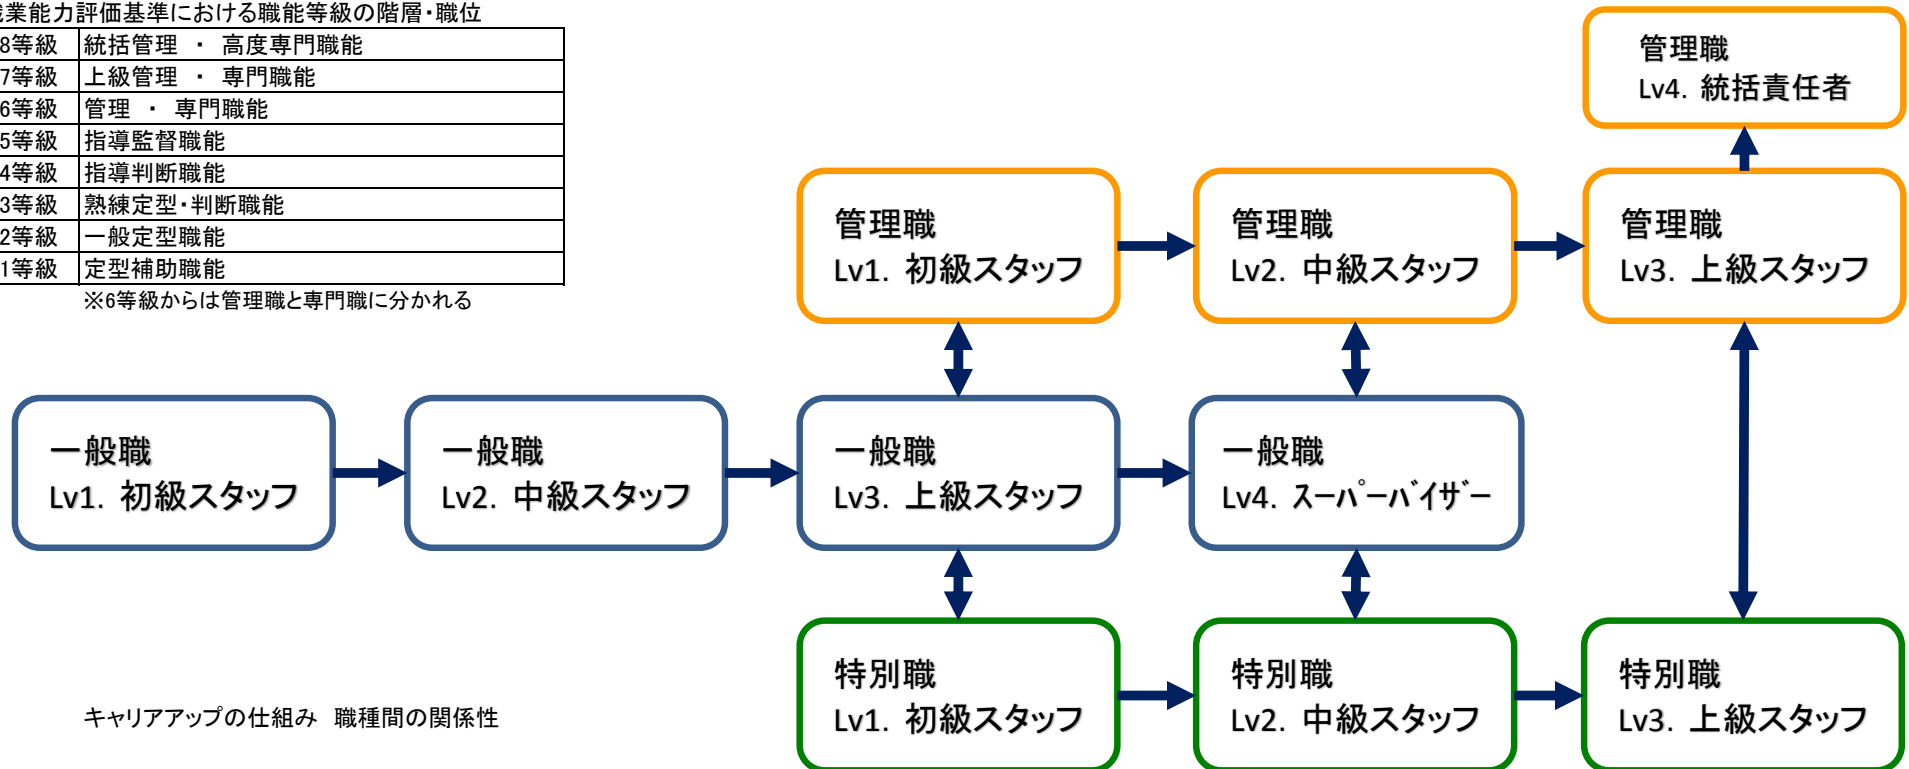 業能力評価基準における職能等級の階層・職位
8等級 統括管理 ・ 高度専門職能
7等級 上級管理 ・ 専門職能
6等級 管理 ・ 専門職能
5等級 指導監督職能
4等級 指導判断職能
3等級 熟練定型・判断職能
2等級 一般定型職能
1等級 定型補助職能
※6等級からは管理職と専門職に分かれる
管理職
Lv4. 統括責任者
管理職
Lv1. 初級スタッフ
管理職
Lv2. 中級スタッフ
管理職
Lv3. 上級スタッフ
一般職
Lv1. 初級スタッフ
一般職
Lv2. 中級スタッフ
一般職
Lv3. 上級スタッフ
一般職
Lv4. スーパーバイザー
特別職
Lv1. 初級スタッフ
特別職
Lv2. 中級スタッフ
特別職
Lv3. 上級スタッフ
キャリアアップの仕組み 職種間の関係性